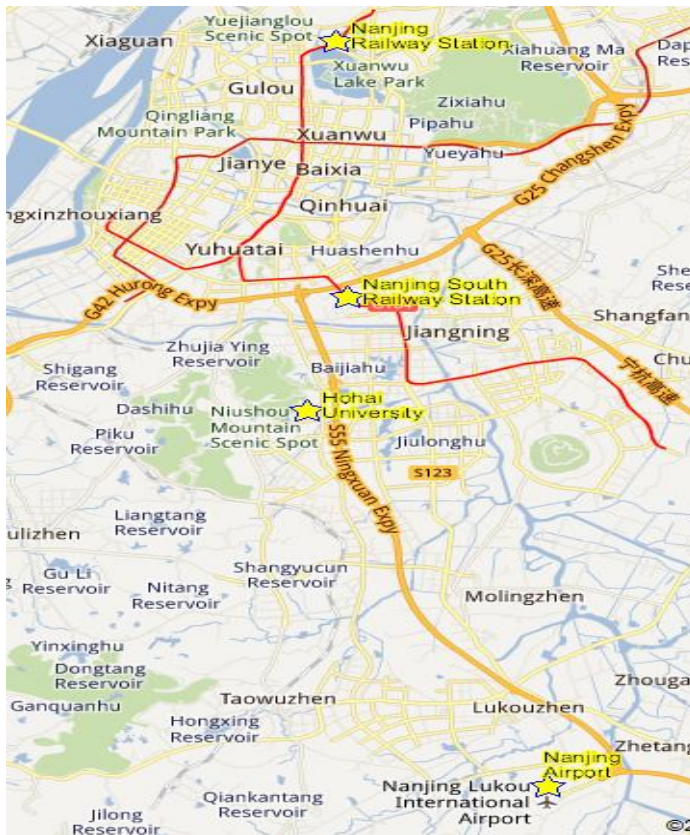 Yuejianglou
Scenic Spot
Nanjing
Railway Station
Xiaguan
Xuanwu
Lake Park
Xiahuang Ma
Reservoir
Gulou
Zixiahu
Qingliang
Mountain Park
Pipahu
Xuanwu
Yueyahu
Jianye
Baixia
G25 Changshen Expy
Qinhuai
ngxinzhouxiang
Yuhuatai
Huashenhu
G25长深高速
G42 Hurong Expy
Nanjing South
Railway Station
Shangfan
Jiangning
Zhujia Ying
Reservoir
Chu
Shigang
Reservoir
Baijiahu
宁杭高速
Hohai
University
Dashihu
Niushou
Mountain
Scenic Spot
Piku
Reservoir
Jiulonghu
S55 Ningxuan Expy
S123
Liangtang
Reservoir
ulizhen
Shangyucun
Reservoir
Gu Li
Reservoir
Nitang
Reservoir
Molingzhen
Yinxinghu
Dongtang
Reservoir
Zhouga
Ganquanhu
Taowuzhen
Lukouzhen
Hongxing
Reservoir
Zhetang
Nanjing
Airport
Nanjing Lukou
International
Airport
Qiankantang
Reservoir
Jilong
Reservoir